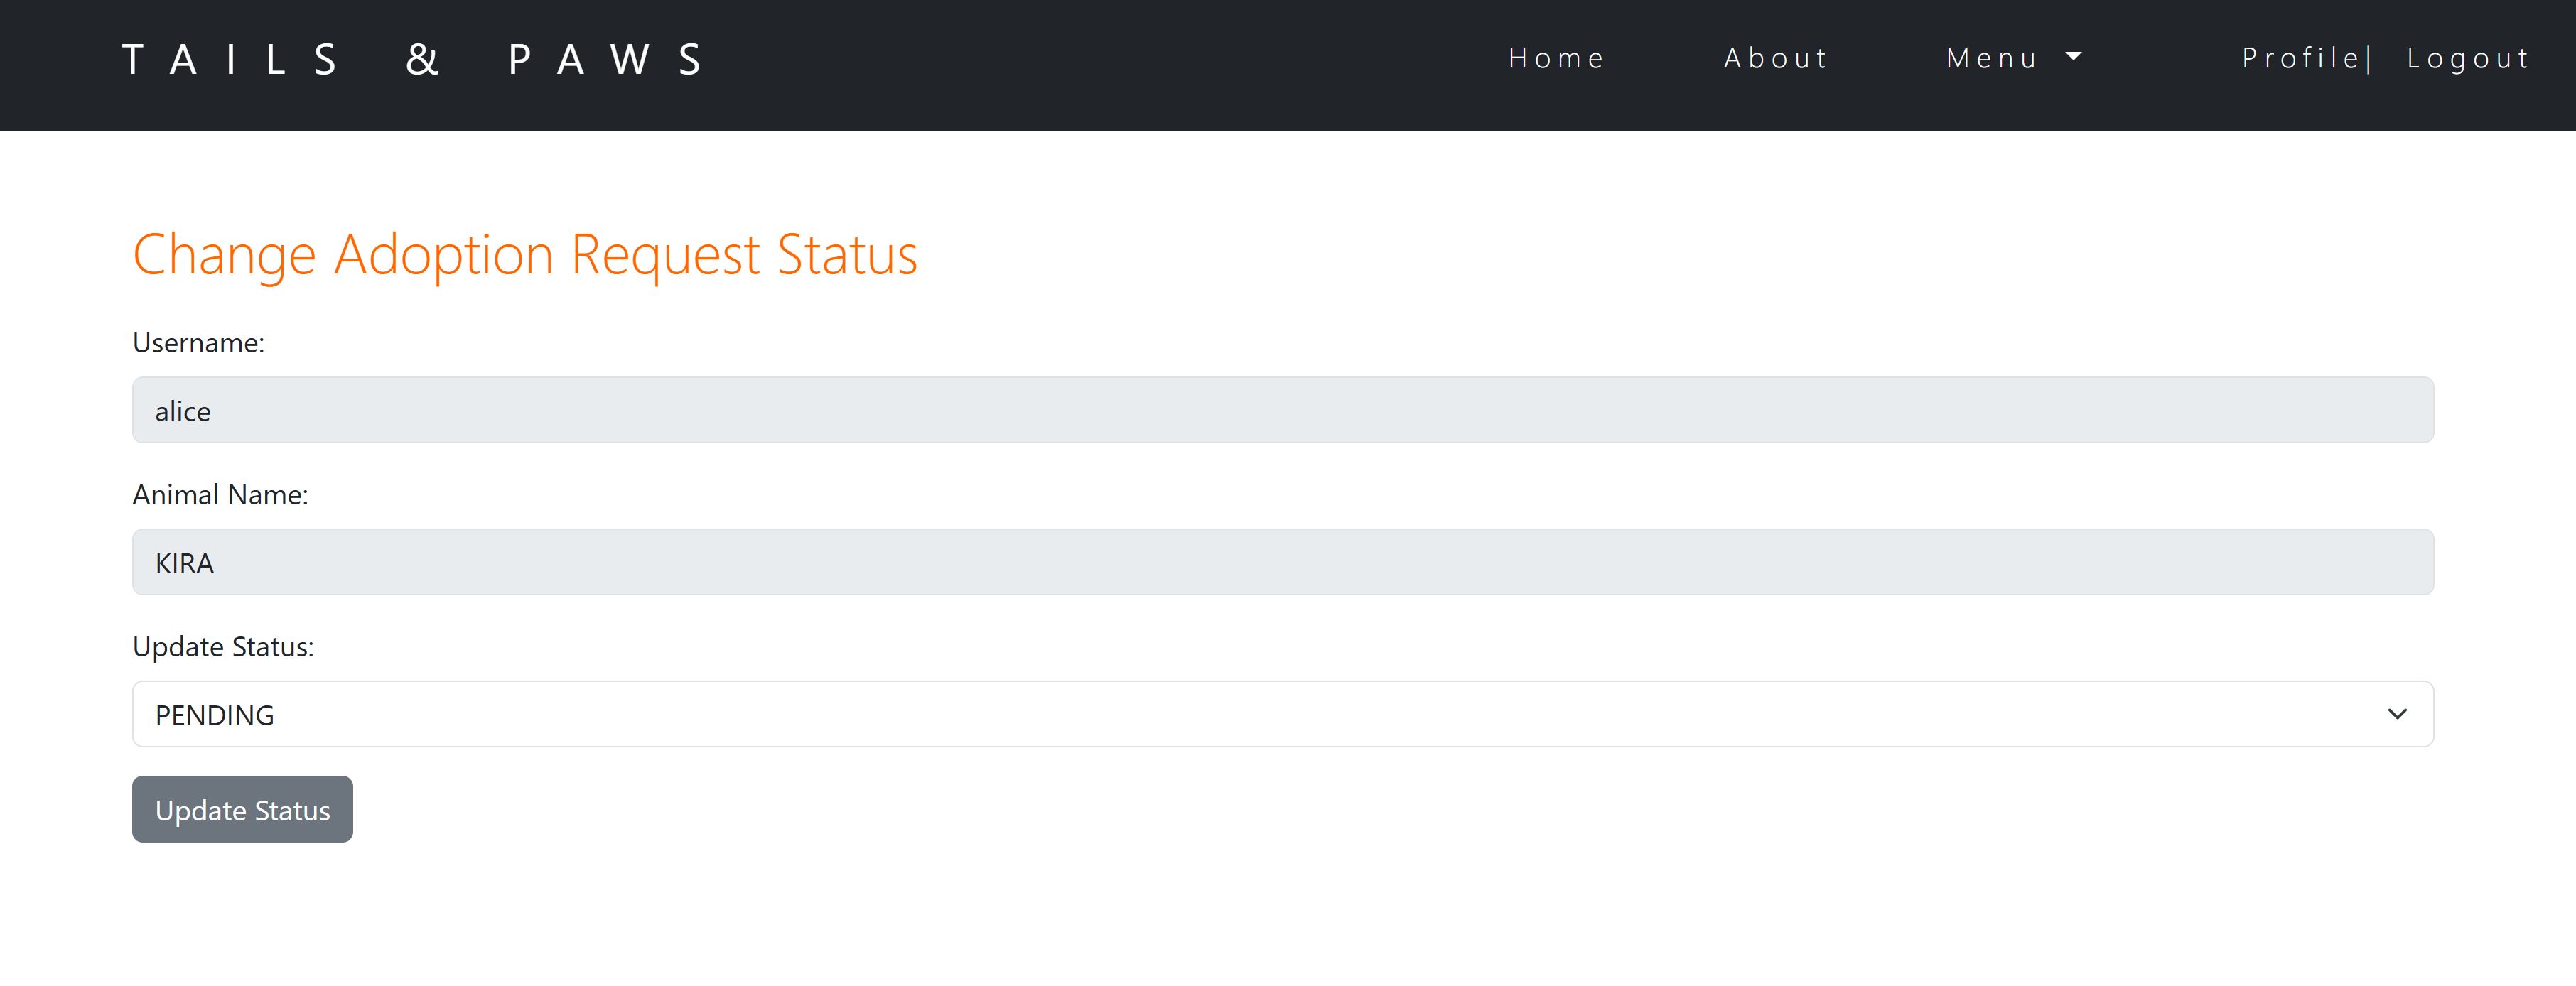 TAILS & PAWS Home About Menu Profile| Logout
Change Adoption Request Status
Username:
alice
Animal Name:
KIRA
Update Status:
PENDING
Update Status